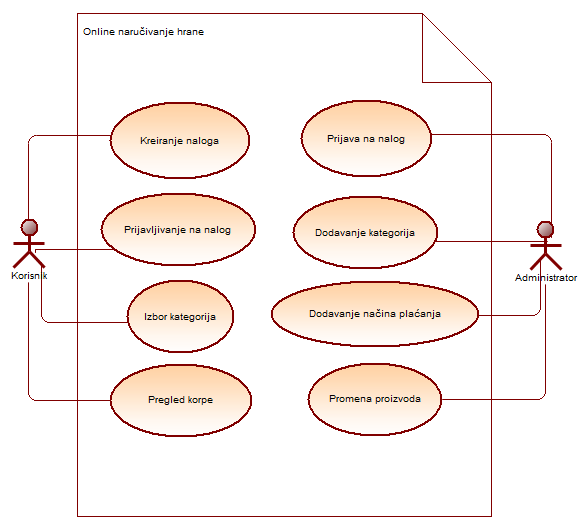 Online naručivanje hrane
Kreiranje naloga
Prijava na nalog
Prijavljivanje na nalog
Dodavanje kategorija
Korisnik
Administrator
Izbor kategorija
Dodavanje načina plaćanja
Pregled korpe
Promena proizvoda